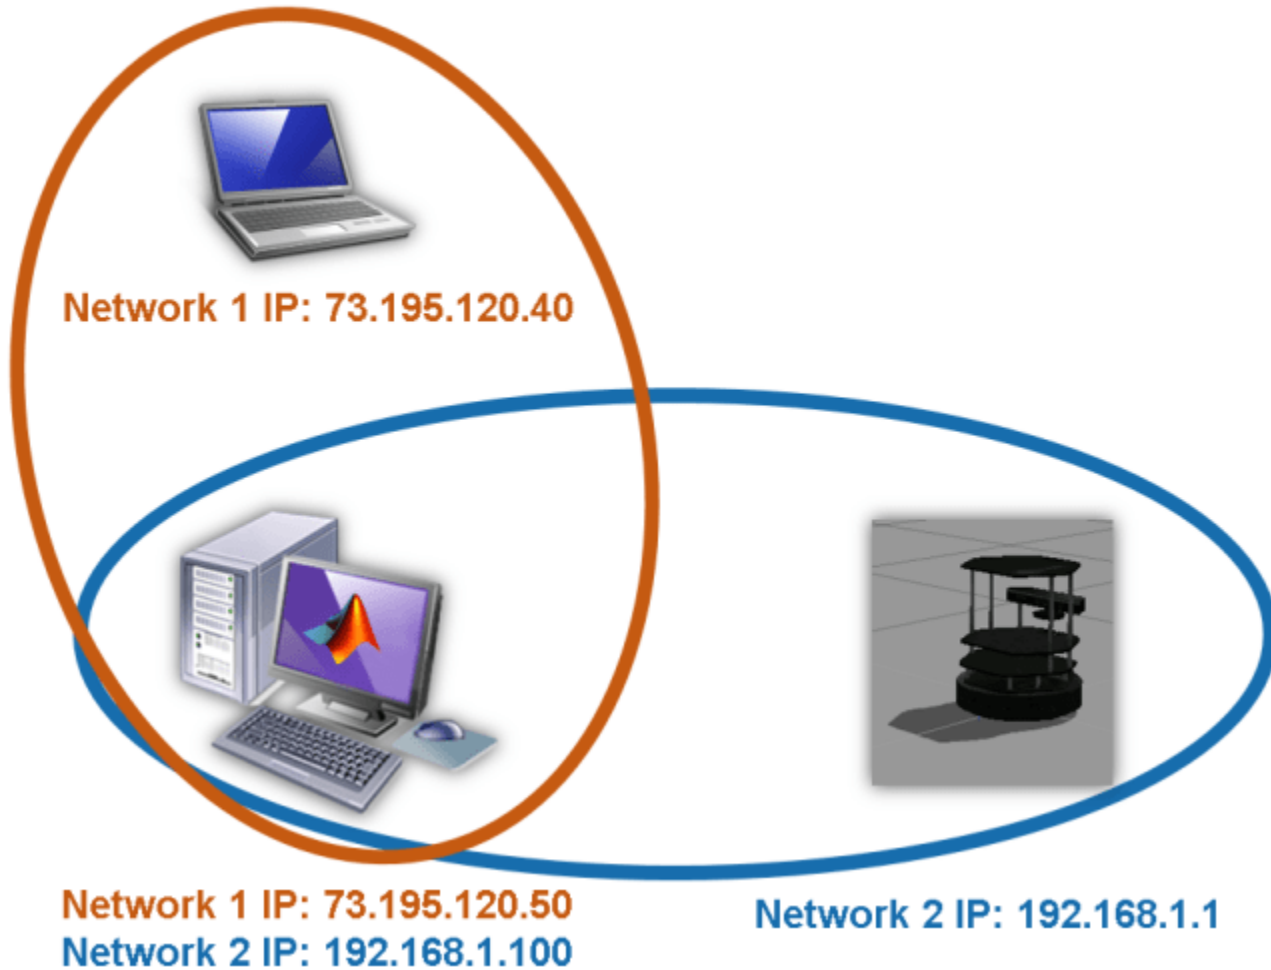 Network 1 IP: 73.195.120.40
Network 1 IP: 73.195.120.50
Network 2 IP: 192.168.1.100
Network 2 IP: 192.168.1.1